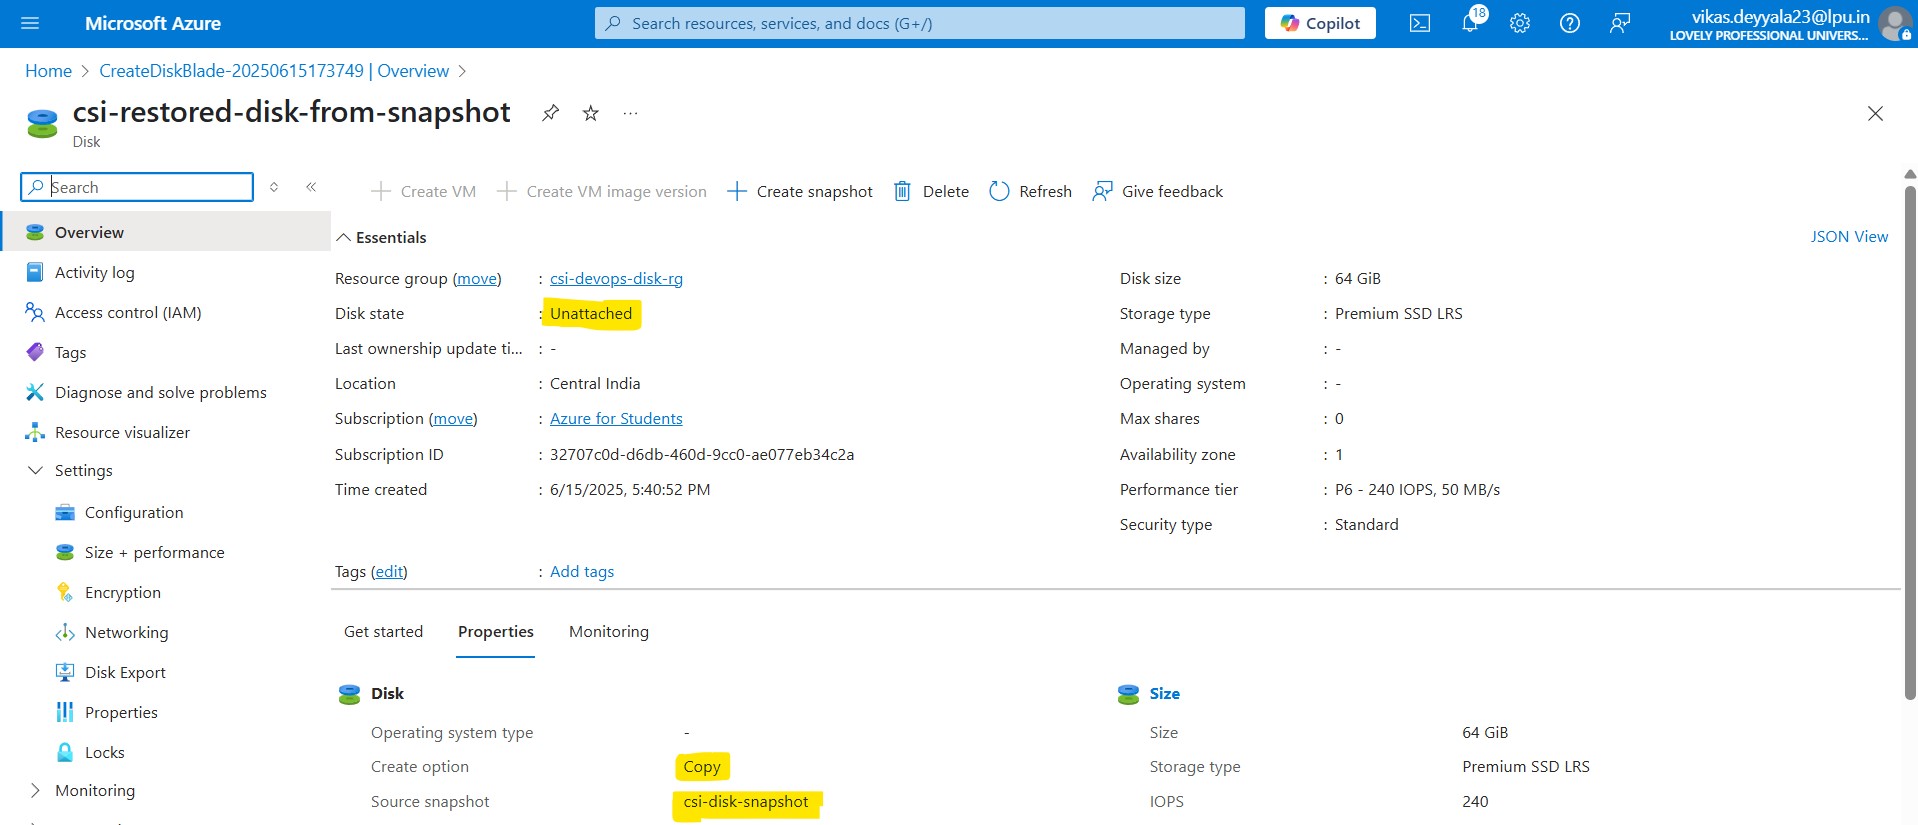 Microsoft Azure
Search resources, services, and docs (G+/)
Copilot
18
vikas.deyyala23@lpu.in
LOVELY PROFESSIONAL UNIVERS...
Home > CreateDiskBlade-20250615173749 | Overview >
csi-restored-disk-from-snapshot
Disk
Search
Create VM
Create VM image version
Create snapshot
Delete
Refresh
Give feedback
Overview
Activity log
Access control (IAM)
Tags
Diagnose and solve problems
Resource visualizer
Settings
Configuration
Size + performance
Encryption
Networking
Disk Export
Properties
Locks
Monitoring
Essentials
JSON View
Resource group (move) : csi-devops-disk-rg
Disk state : Unattached
Last ownership update ti... : -
Location : Central India
Subscription (move) : Azure for Students
Subscription ID : 32707c0d-d6db-460d-9cc0-ae077eb34c2a
Time created : 6/15/2025, 5:40:52 PM
Disk size : 64 GiB
Storage type : Premium SSD LRS
Managed by : -
Operating system : -
Max shares : 0
Availability zone : 1
Performance tier : P6 - 240 IOPS, 50 MB/s
Security type : Standard
Tags (edit) : Add tags
Get started
Properties
Monitoring
Disk
Operating system type -
Create option Copy
Source snapshot csi-disk-snapshot
Size
Size 64 GiB
Storage type Premium SSD LRS
IOPS 240